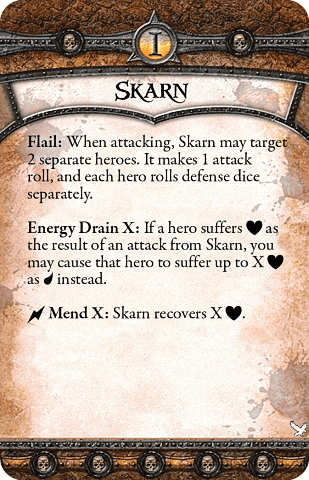 I
SKARN
Flail: When attacking, Skarn may target
2 separate heroes. It makes 1 attack
roll, and each hero rolls defense dice
separately.
Energy Drain X: If a hero suffers ♥ as
the result of an attack from Skarn, you
may cause that hero to suffer up to X ♥
as 💧 instead.
⚡ Mend X: Skarn recovers X ♥.